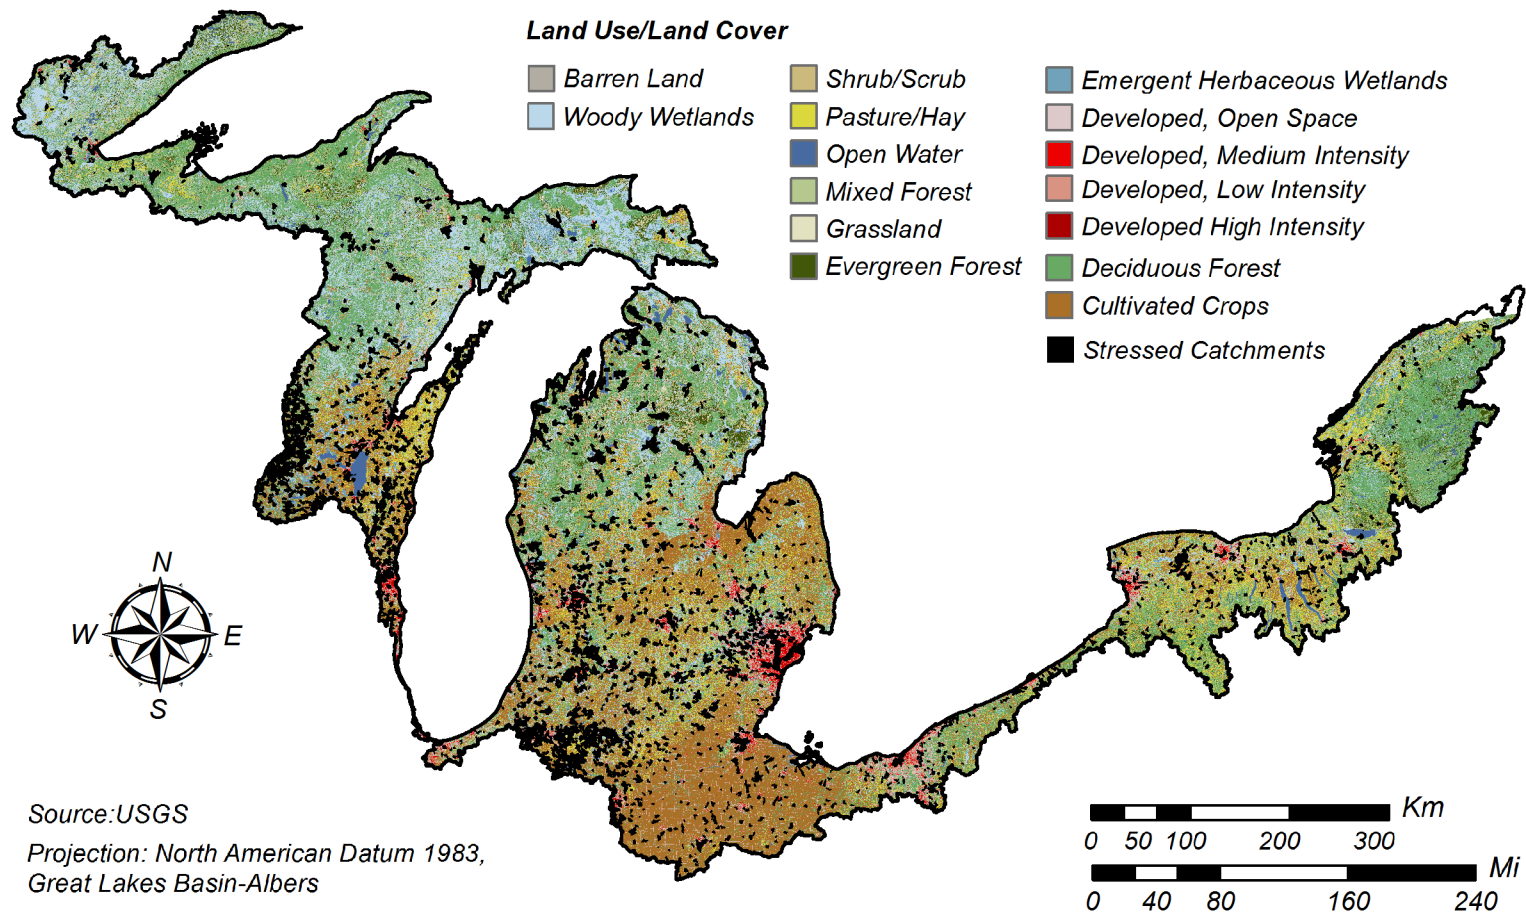 Land Use/Land Cover
Barren Land
Woody Wetlands
Shrub/Scrub
Pasture/Hay
Open Water
Mixed Forest
Grassland
Evergreen Forest
Emergent Herbaceous Wetlands
Developed, Open Space
Developed, Medium Intensity
Developed, Low Intensity
Developed High Intensity
Deciduous Forest
Cultivated Crops
Stressed Catchments
N
W
E
S
Source:USGS
Projection: North American Datum 1983,
Great Lakes Basin-Albers
Km
0 50 100 200 300
Mi
0 40 80 160 240